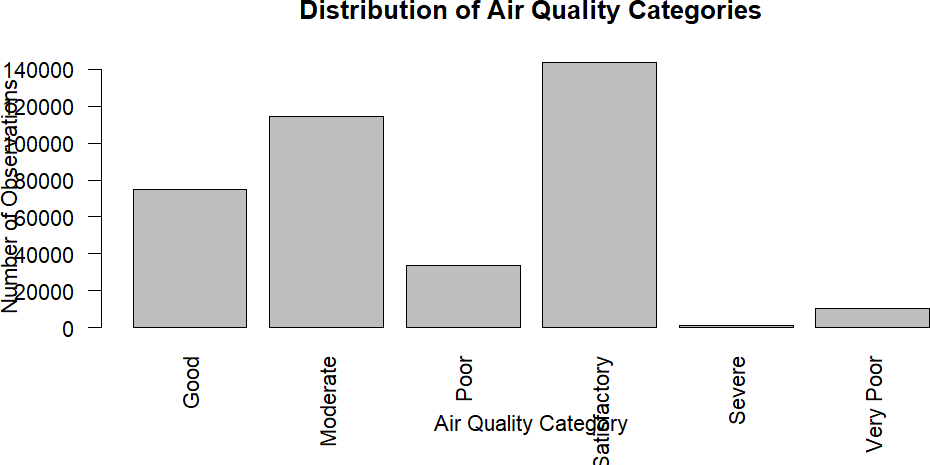 Distribution of Air Quality Categories
Number of Observations
140000
120000
100000
80000
60000
40000
20000
0
Good
Moderate
Poor
Satisfactory
Severe
Very Poor
Air Quality Category